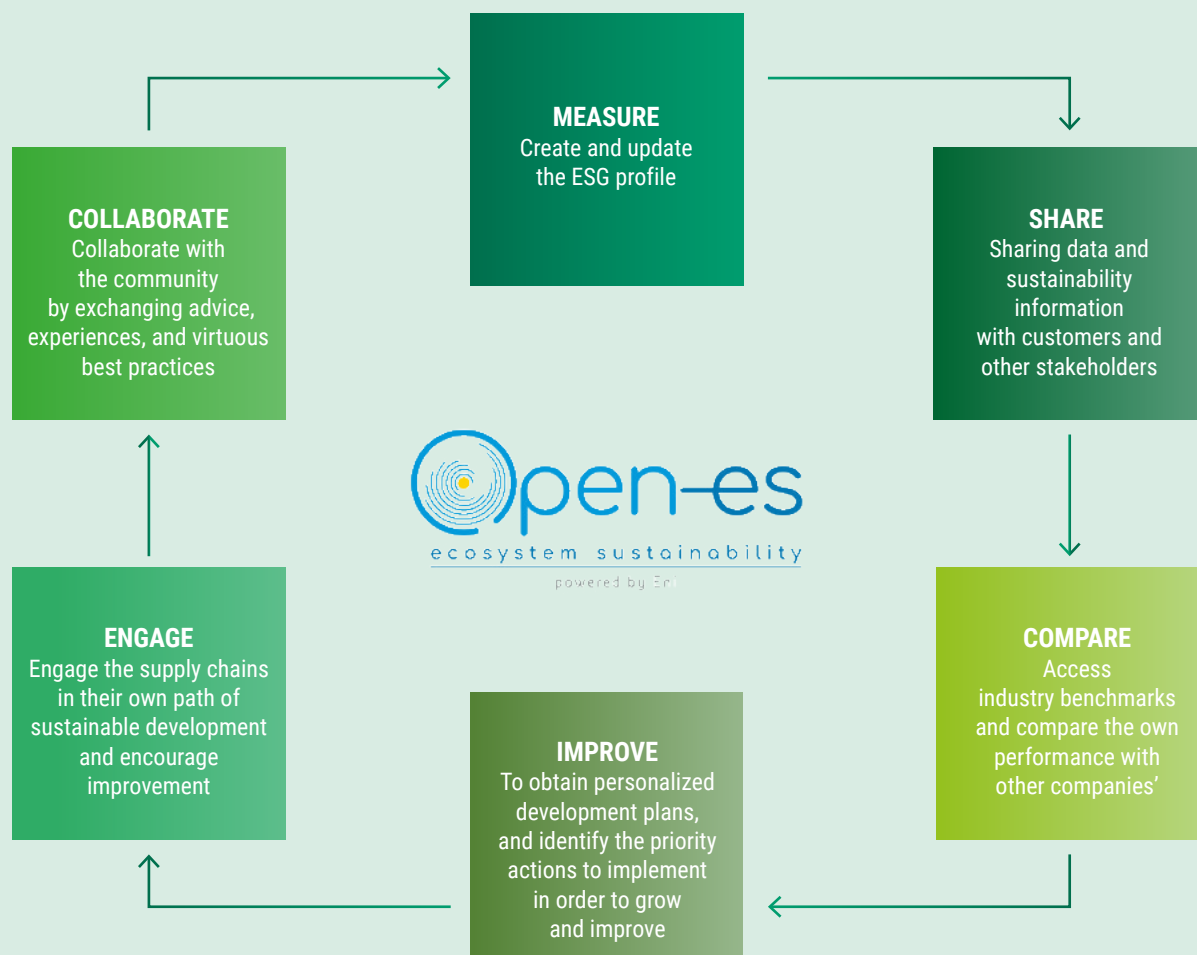 MEASURE
Create and update
the ESG profile
SHARE
Sharing data and
sustainability
information
with customers and
other stakeholders
COMPARE
Access
industry benchmarks
and compare the own
performance with
other companies’
IMPROVE
To obtain personalized
development plans,
and identify the priority
actions to implement
in order to grow
and improve
ENGAGE
Engage the supply chains
in their own path of
sustainable development
and encourage
improvement
COLLABORATE
Collaborate with
the community
by exchanging advice,
experiences, and virtuous
best practices
Open-es
ecosystem sustainability
powered by Eni